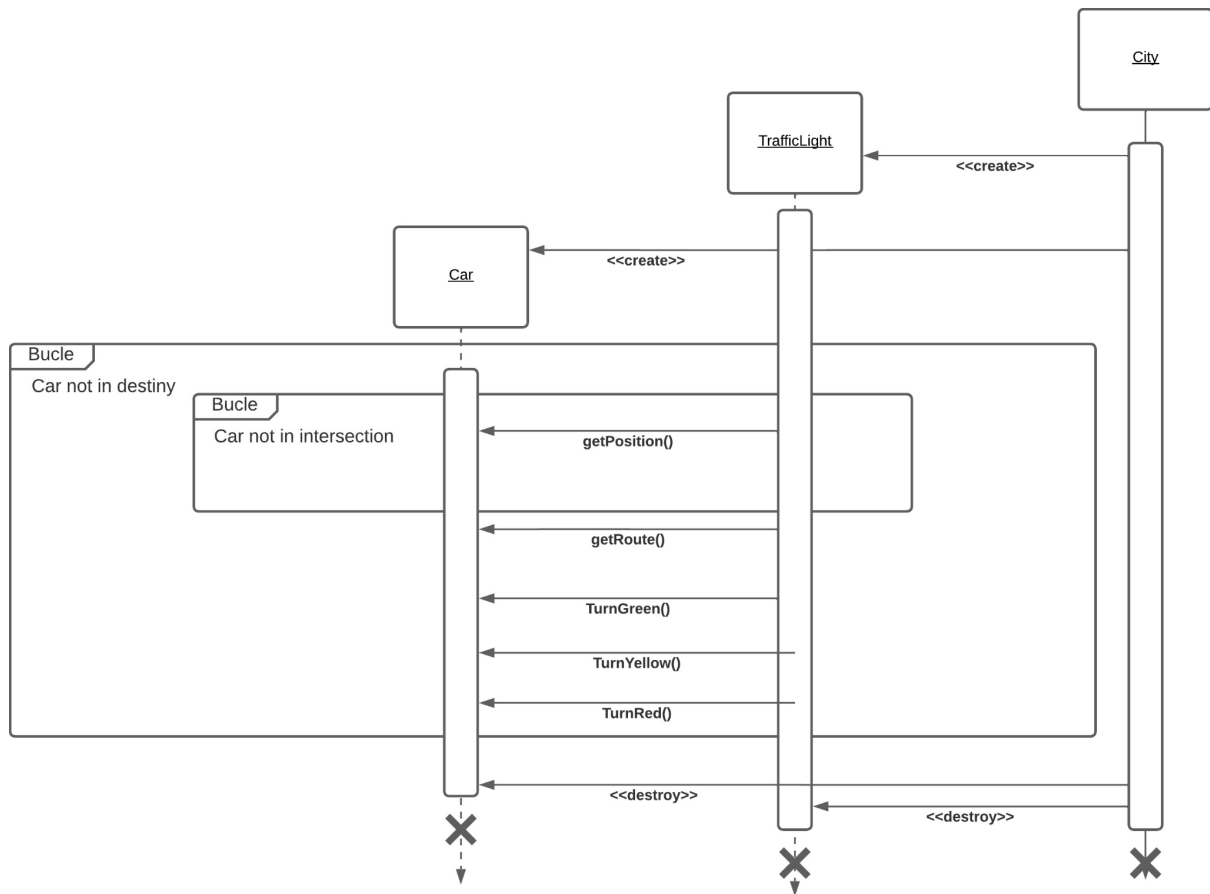 City
TrafficLight
<<create>>
Car
<<create>>
Bucle
Car not in destiny
Bucle
Car not in intersection
getPosition()
getRoute()
TurnGreen()
TurnYellow()
TurnRed()
<<destroy>>
<<destroy>>